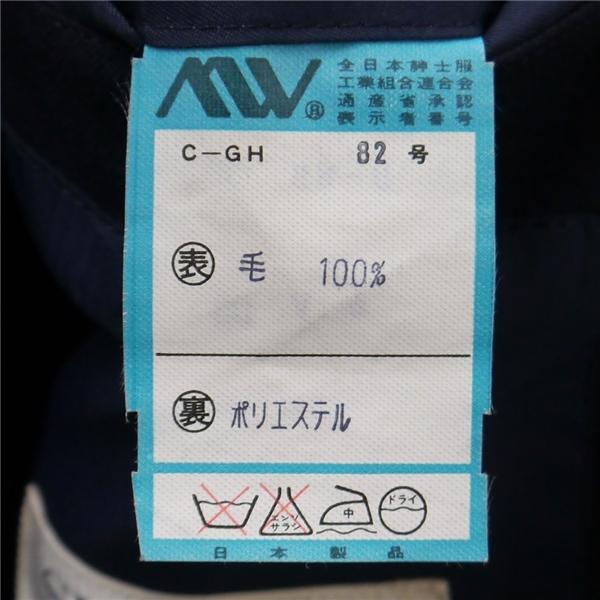 MW®
全日本紳士服
工業組合連合会
通産省承認
表示者番号
C-GH 82 号
表 毛 100%
裏 ポリエステル
エンソ
サラシ
中
ドライ
日本製品